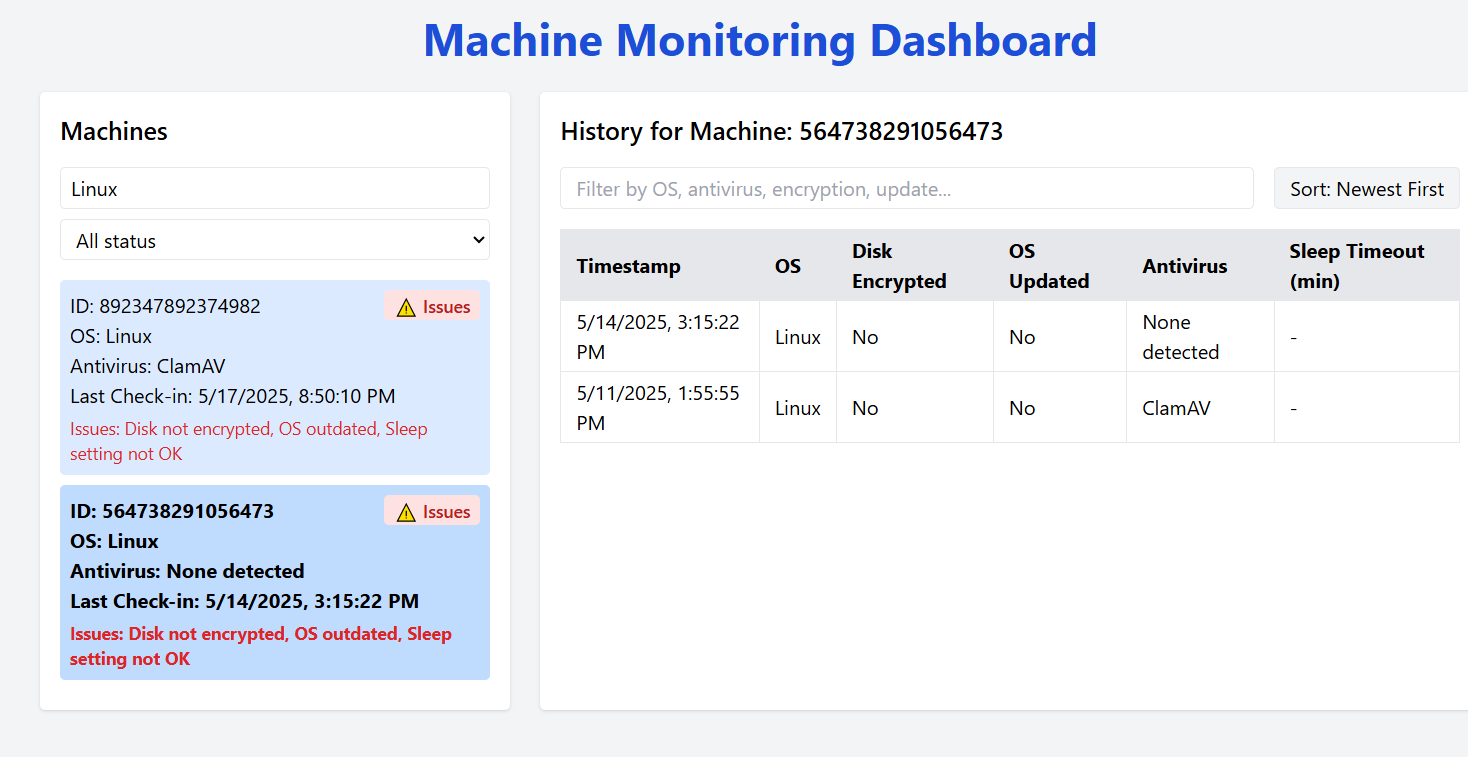 Machine Monitoring Dashboard
Machines
Linux
All status
ID: 892347892374982
⚠ Issues
OS: Linux
Antivirus: ClamAV
Last Check-in: 5/17/2025, 8:50:10 PM
Issues: Disk not encrypted, OS outdated, Sleep
setting not OK
ID: 564738291056473
⚠ Issues
OS: Linux
Antivirus: None detected
Last Check-in: 5/14/2025, 3:15:22 PM
Issues: Disk not encrypted, OS outdated, Sleep
setting not OK
History for Machine: 564738291056473
Filter by OS, antivirus, encryption, update...
Sort: Newest First
Timestamp
OS
Disk
Encrypted
OS
Updated
Antivirus
Sleep Timeout
(min)
5/14/2025, 3:15:22
PM
Linux
No
No
None
detected
-
5/11/2025, 1:55:55
PM
Linux
No
No
ClamAV
-